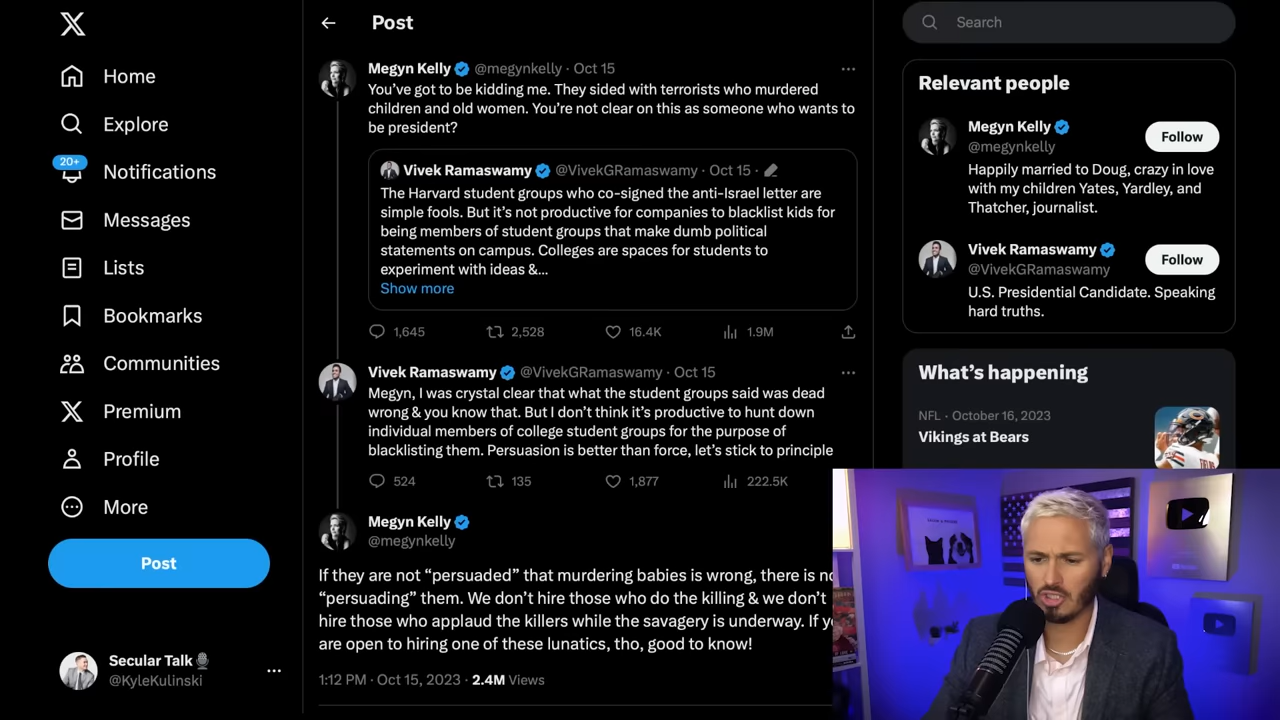 Post
Search
Home
Explore
20+
Notifications
Messages
Lists
Bookmarks
Communities
Premium
Profile
More
Post
Secular Talk
@KyleKulinski
Megyn Kelly @megynkelly · Oct 15
You’ve got to be kidding me. They sided with terrorists who murdered
children and old women. You’re not clear on this as someone who wants to
be president?
Vivek Ramaswamy @VivekGRamaswamy · Oct 15 ·
The Harvard student groups who co-signed the anti-Israel letter are
simple fools. But it’s not productive for companies to blacklist kids for
being members of student groups that make dumb political
statements on campus. Colleges are spaces for students to
experiment with ideas &...
Show more
1,645 2,528 16.4K 1.9M
Vivek Ramaswamy @VivekGRamaswamy · Oct 15
Megyn, I was crystal clear that what the student groups said was dead
wrong & you know that. But I don’t think it’s productive to hunt down
individual members of college student groups for the purpose of
blacklisting them. Persuasion is better than force, let’s stick to principle
524 135 1,877 222.5K
Megyn Kelly
@megynkelly
If they are not “persuaded” that murdering babies is wrong, there is no
“persuading” them. We don’t hire those who do the killing & we don’t
hire those who applaud the killers while the savagery is underway. If
are open to hiring one of these lunatics, tho, good to know!
1:12 PM · Oct 15, 2023 · 2.4M Views
Relevant people
Megyn Kelly
@megynkelly
Follow
Happily married to Doug, crazy in love
with my children Yates, Yardley, and
Thatcher, journalist.
Vivek Ramaswamy
@VivekGRamaswamy
Follow
U.S. Presidential Candidate. Speaking
hard truths.
What’s happening
NFL · October 16, 2023
Vikings at Bears